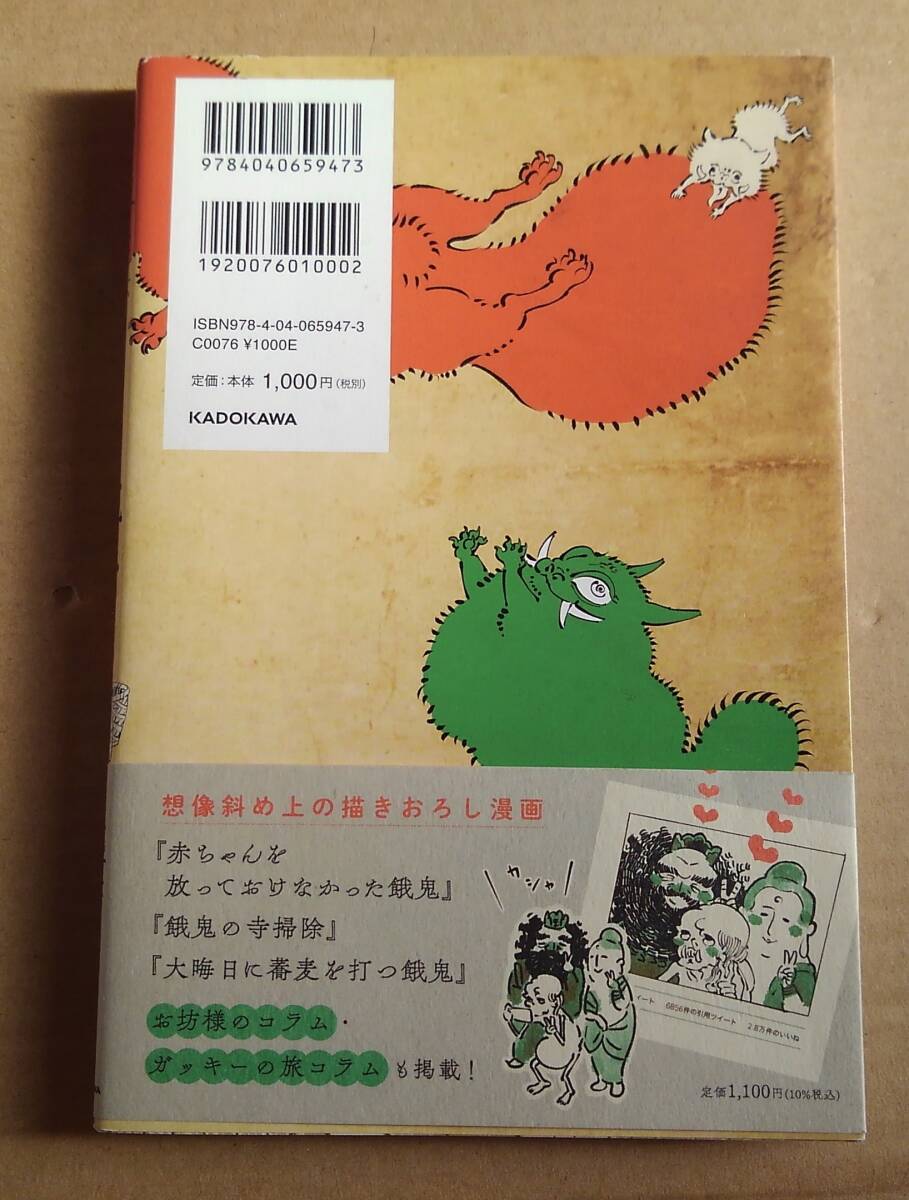 9784040659473
1920076010002
ISBN978-4-04-065947-3
C0076 ¥1000E
定価:本体 1,000円(税別)
KADOKAWA
想像斜め上の描きおろし漫画
『赤ちゃんを
放っておけなかった餓鬼』
『餓鬼の寺掃除』
『大晦日に蕎麦を打つ餓鬼』
お坊様のコラム・
ガッキーの旅コラムも掲載!
カシャ
イート 6856件の引用ツイート 2.8万件のいいね
定価1,100円(10%税込)